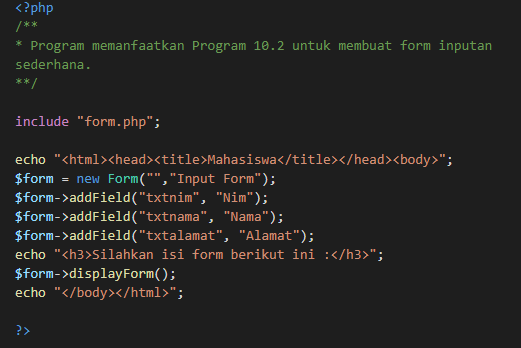 <?php
/**
* Program memanfaatkan Program 10.2 untuk membuat form inputan
sederhana.
**/
include "form.php";
echo "<html><head><title>Mahasiswa</title></head><body>";
$form = new Form("","Input Form");
$form->addField("txtnim", "Nim");
$form->addField("txtnama", "Nama");
$form->addField("txtalamat", "Alamat");
echo "<h3>Silahkan isi form berikut ini :</h3>";
$form->displayForm();
echo "</body></html>";
?>